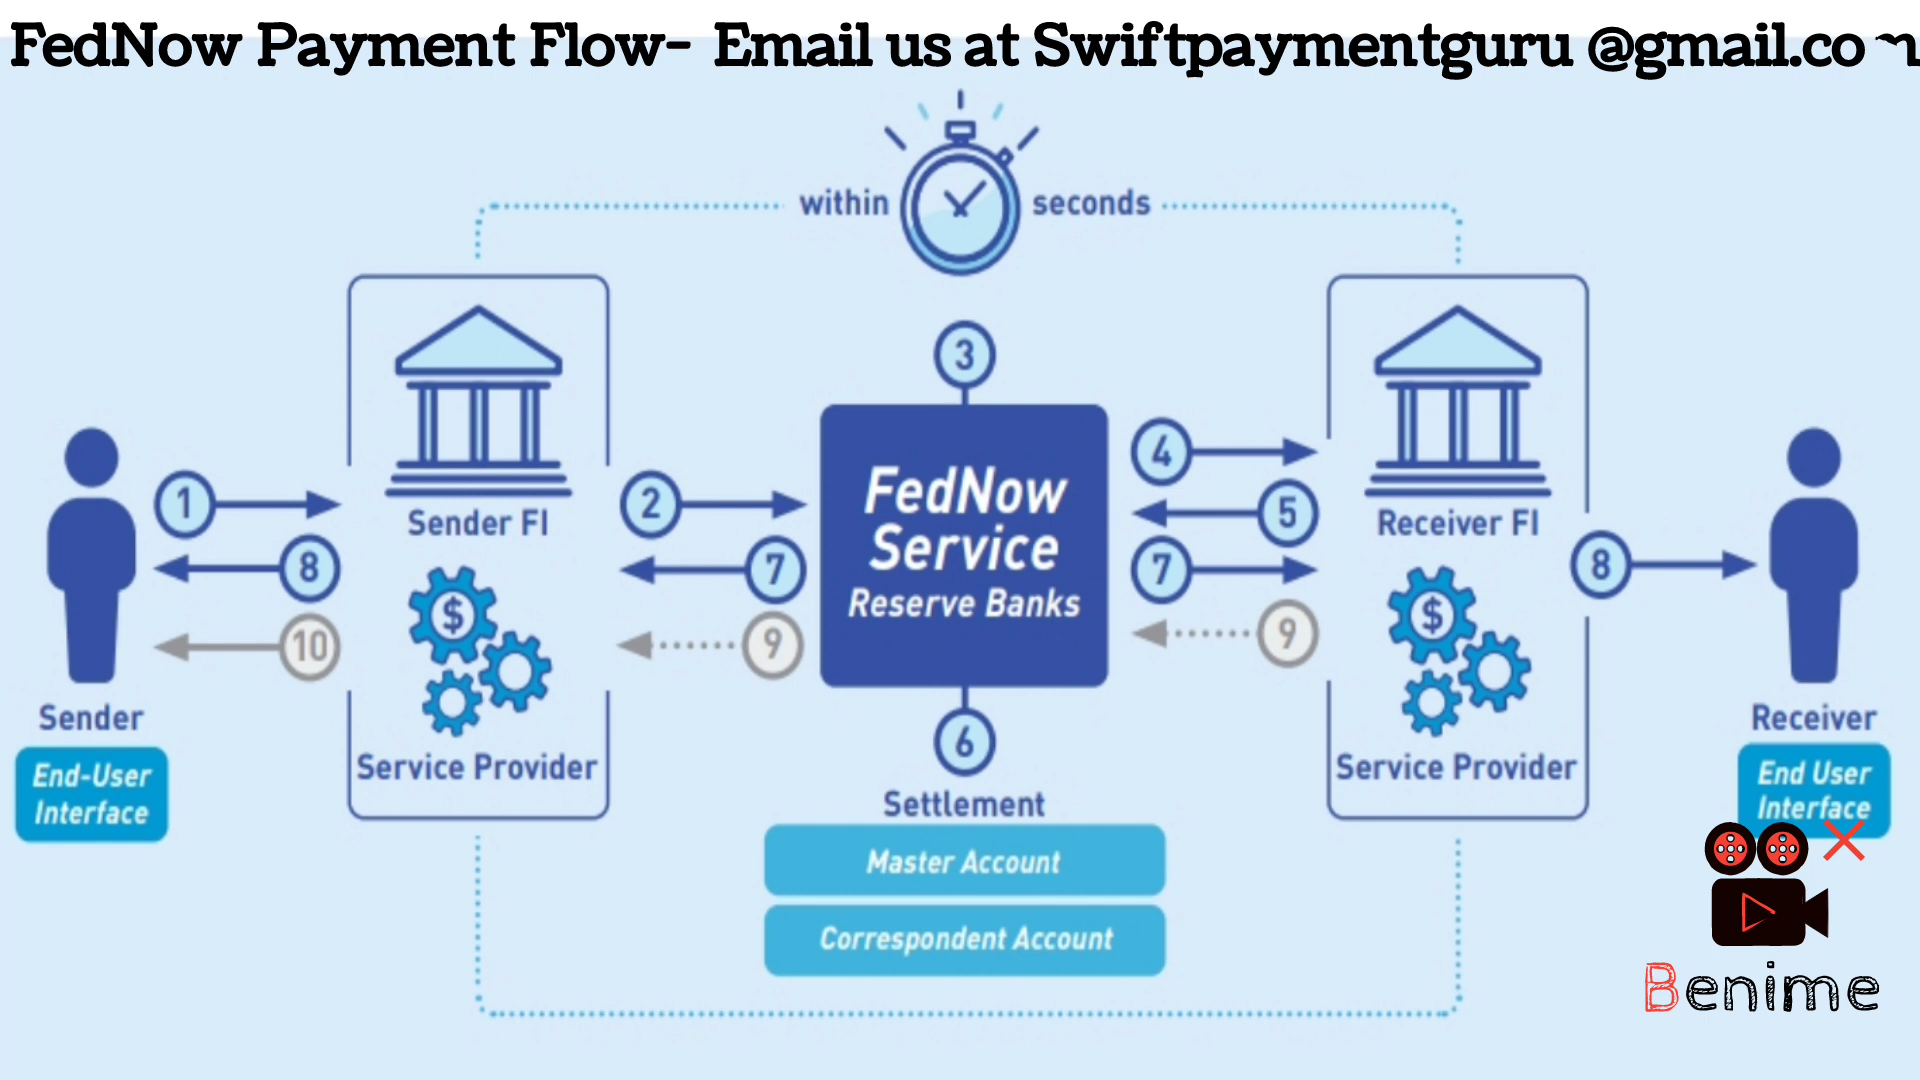 FedNow Payment Flow- Email us at Swiftpaymentguru @gmail.co
within seconds
3
4
1
2
FedNow
Service
Reserve Banks
5
Sender FI
Receiver FI
8
7
7
8
$
$
10
9
9
Sender
Receiver
6
Service Provider
Service Provider
End-User
Interface
End User
Interface
Settlement
Master Account
Correspondent Account
Benime